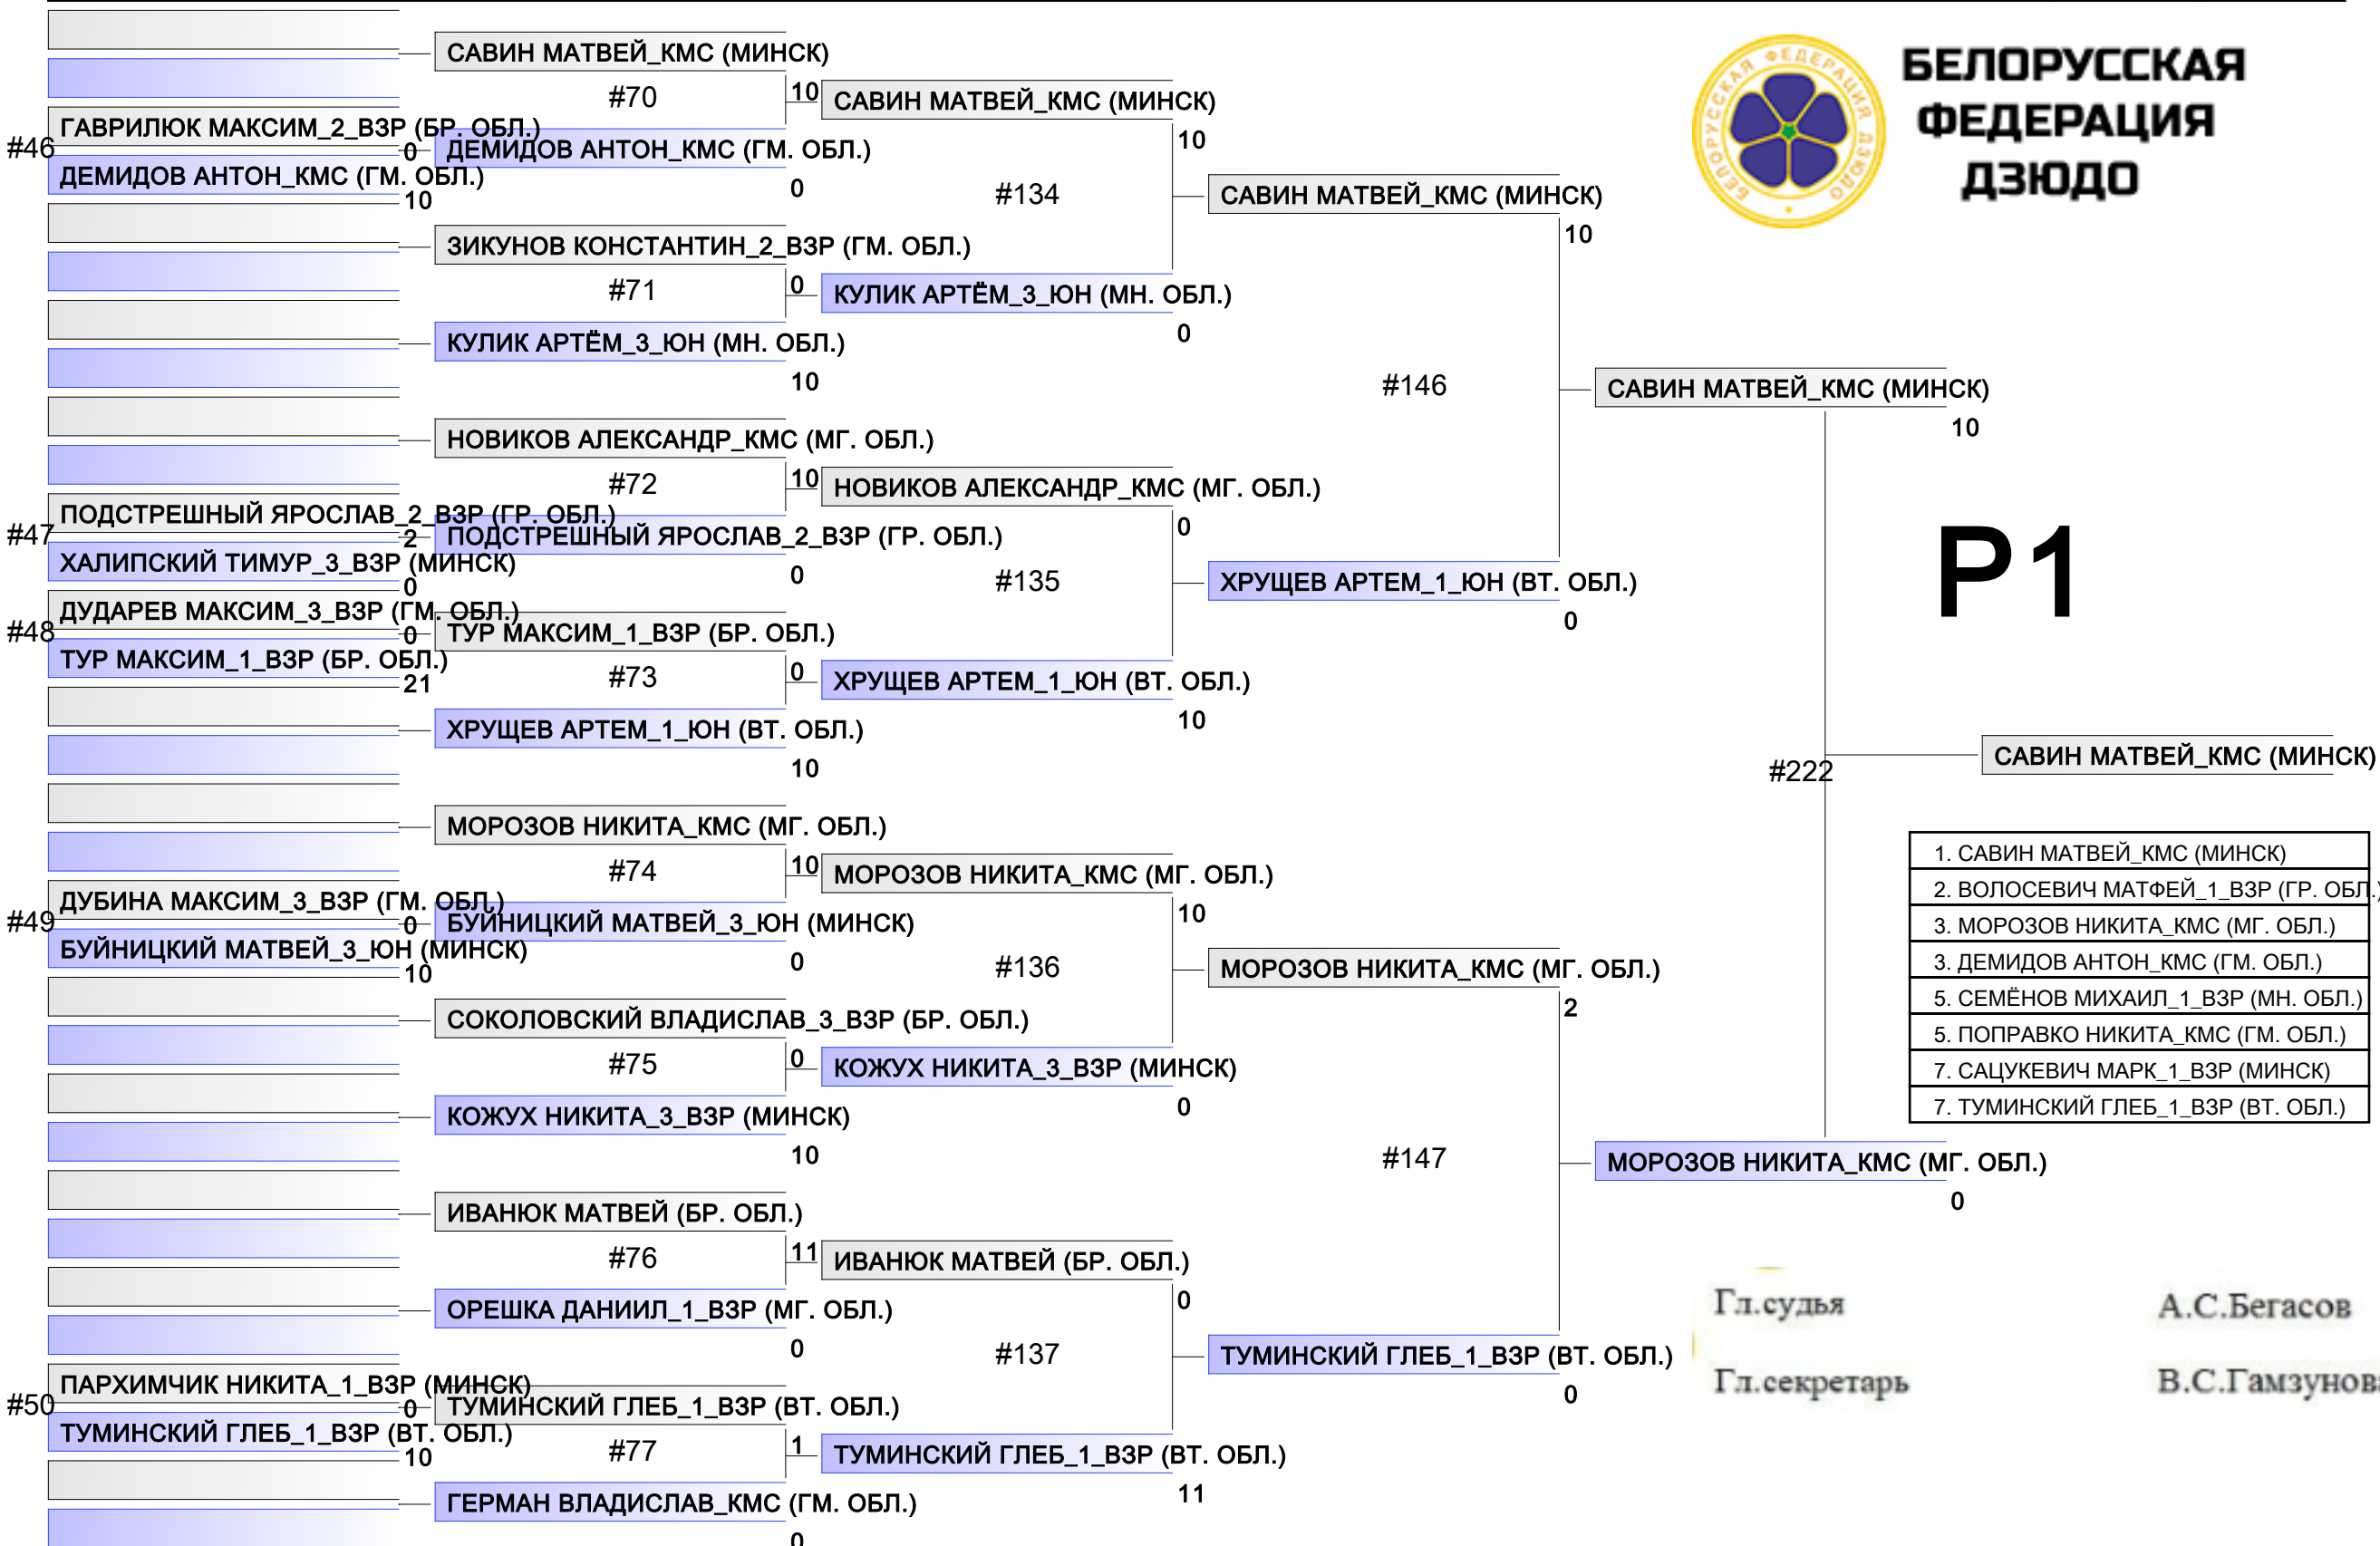 САВИН МАТВЕЙ_КМС (МИНСК)
#70
10
САВИН МАТВЕЙ_КМС (МИНСК)
10
#46
ГАВРИЛЮК МАКСИМ_2_ВЗР (БР. ОБЛ.)
0
ДЕМИДОВ АНТОН_КМС (ГМ. ОБЛ.)
10
ДЕМИДОВ АНТОН_КМС (ГМ. ОБЛ.)
0
#134
САВИН МАТВЕЙ_КМС (МИНСК)
10
ЗИКУНОВ КОНСТАНТИН_2_ВЗР (ГМ. ОБЛ.)
#71
0
КУЛИК АРТЁМ_3_ЮН (МН. ОБЛ.)
0
КУЛИК АРТЁМ_3_ЮН (МН. ОБЛ.)
10
#146
САВИН МАТВЕЙ_КМС (МИНСК)
10
НОВИКОВ АЛЕКСАНДР_КМС (МГ. ОБЛ.)
#72
10
НОВИКОВ АЛЕКСАНДР_КМС (МГ. ОБЛ.)
0
#47
ПОДСТРЕШНЫЙ ЯРОСЛАВ_2_ВЗР (ГР. ОБЛ.)
2
ХАЛИПСКИЙ ТИМУР_3_ВЗР (МИНСК)
0
ПОДСТРЕШНЫЙ ЯРОСЛАВ_2_ВЗР (ГР. ОБЛ.)
0
#135
ХРУЩЕВ АРТЕМ_1_ЮН (ВТ. ОБЛ.)
0
#48
ДУДАРЕВ МАКСИМ_3_ВЗР (ГМ. ОБЛ.)
0
ТУР МАКСИМ_1_ВЗР (БР. ОБЛ.)
21
ТУР МАКСИМ_1_ВЗР (БР. ОБЛ.)
#73
0
ХРУЩЕВ АРТЕМ_1_ЮН (ВТ. ОБЛ.)
10
ХРУЩЕВ АРТЕМ_1_ЮН (ВТ. ОБЛ.)
10
#222
САВИН МАТВЕЙ_КМС (МИНСК)
МОРОЗОВ НИКИТА_КМС (МГ. ОБЛ.)
#74
10
МОРОЗОВ НИКИТА_КМС (МГ. ОБЛ.)
10
#49
ДУБИНА МАКСИМ_3_ВЗР (ГМ. ОБЛ.)
0
БУЙНИЦКИЙ МАТВЕЙ_3_ЮН (МИНСК)
10
БУЙНИЦКИЙ МАТВЕЙ_3_ЮН (МИНСК)
0
#136
МОРОЗОВ НИКИТА_КМС (МГ. ОБЛ.)
2
СОКОЛОВСКИЙ ВЛАДИСЛАВ_3_ВЗР (БР. ОБЛ.)
#75
0
КОЖУХ НИКИТА_3_ВЗР (МИНСК)
0
КОЖУХ НИКИТА_3_ВЗР (МИНСК)
10
#147
МОРОЗОВ НИКИТА_КМС (МГ. ОБЛ.)
0
ИВАНЮК МАТВЕЙ (БР. ОБЛ.)
#76
11
ИВАНЮК МАТВЕЙ (БР. ОБЛ.)
0
ОРЕШКА ДАНИИЛ_1_ВЗР (МГ. ОБЛ.)
0
#137
ТУМИНСКИЙ ГЛЕБ_1_ВЗР (ВТ. ОБЛ.)
0
#50
ПАРХИМЧИК НИКИТА_1_ВЗР (МИНСК)
0
ТУМИНСКИЙ ГЛЕБ_1_ВЗР (ВТ. ОБЛ.)
10
ТУМИНСКИЙ ГЛЕБ_1_ВЗР (ВТ. ОБЛ.)
#77
1
ТУМИНСКИЙ ГЛЕБ_1_ВЗР (ВТ. ОБЛ.)
11
ГЕРМАН ВЛАДИСЛАВ_КМС (ГМ. ОБЛ.)
0
БЕЛОРУССКАЯ ФЕДЕРАЦИЯ ДЗЮДО
БЕЛОРУССКАЯ
ФЕДЕРАЦИЯ
ДЗЮДО
P1
1. САВИН МАТВЕЙ_КМС (МИНСК)
2. ВОЛОСЕВИЧ МАТФЕЙ_1_ВЗР (ГР. ОБЛ.)
3. МОРОЗОВ НИКИТА_КМС (МГ. ОБЛ.)
3. ДЕМИДОВ АНТОН_КМС (ГМ. ОБЛ.)
5. СЕМЁНОВ МИХАИЛ_1_ВЗР (МН. ОБЛ.)
5. ПОПРАВКО НИКИТА_КМС (ГМ. ОБЛ.)
7. САЦУКЕВИЧ МАРК_1_ВЗР (МИНСК)
7. ТУМИНСКИЙ ГЛЕБ_1_ВЗР (ВТ. ОБЛ.)
Гл.судья А.С.Бегасов
Гл.секретарь В.С.Гамзунова